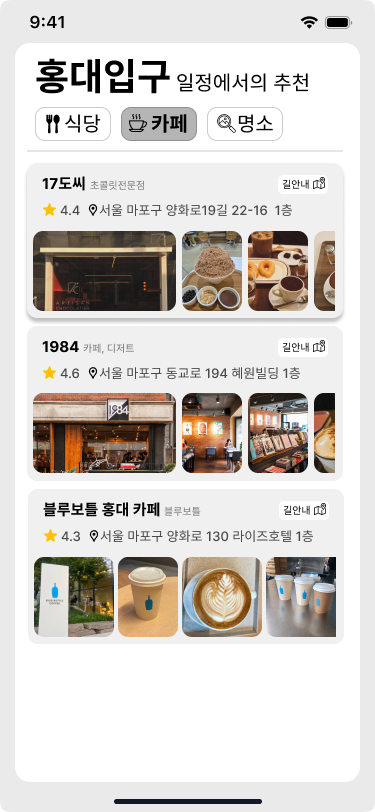 9:41
홍대입구 일정에서의 추천
식당 카페 명소
17도씨 초콜릿전문점 길안내
4.4 서울 마포구 양화로19길 22-16 1층
1984 카페, 디저트 길안내
4.6 서울 마포구 동교로 194 혜원빌딩 1층
1984
블루보틀 홍대 카페 블루보틀 길안내
4.3 서울 마포구 양화로 130 라이즈호텔 1층